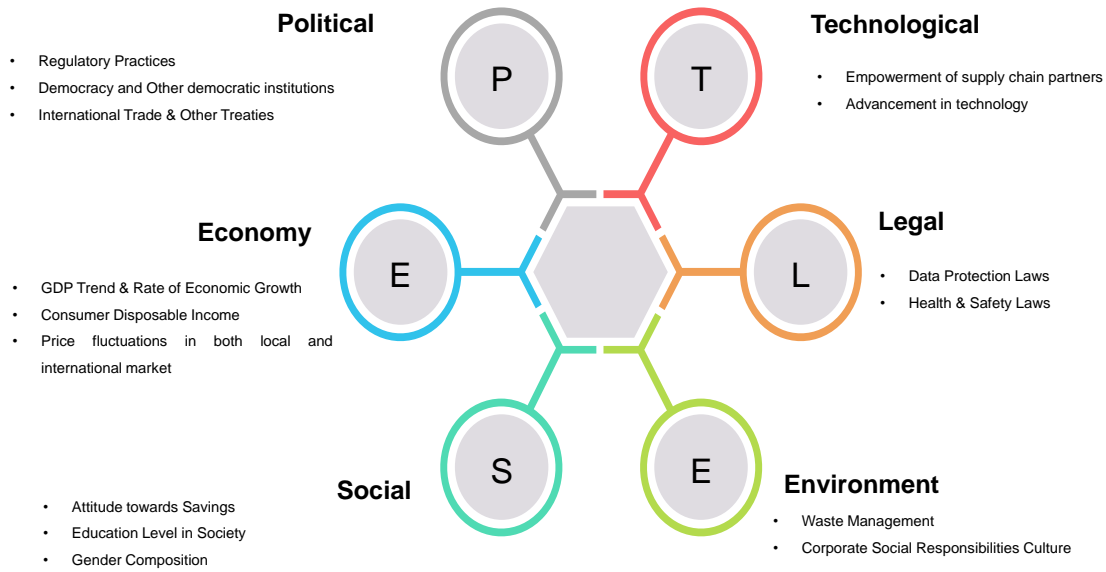 Political
• Regulatory Practices
• Democracy and Other democratic institutions
• International Trade & Other Treaties
P
T
Technological
• Empowerment of supply chain partners
• Advancement in technology
Economy
• GDP Trend & Rate of Economic Growth
• Consumer Disposable Income
• Price fluctuations in both local and
international market
E
L
Legal
• Data Protection Laws
• Health & Safety Laws
Social
• Attitude towards Savings
• Education Level in Society
• Gender Composition
S
E
Environment
• Waste Management
• Corporate Social Responsibilities Culture